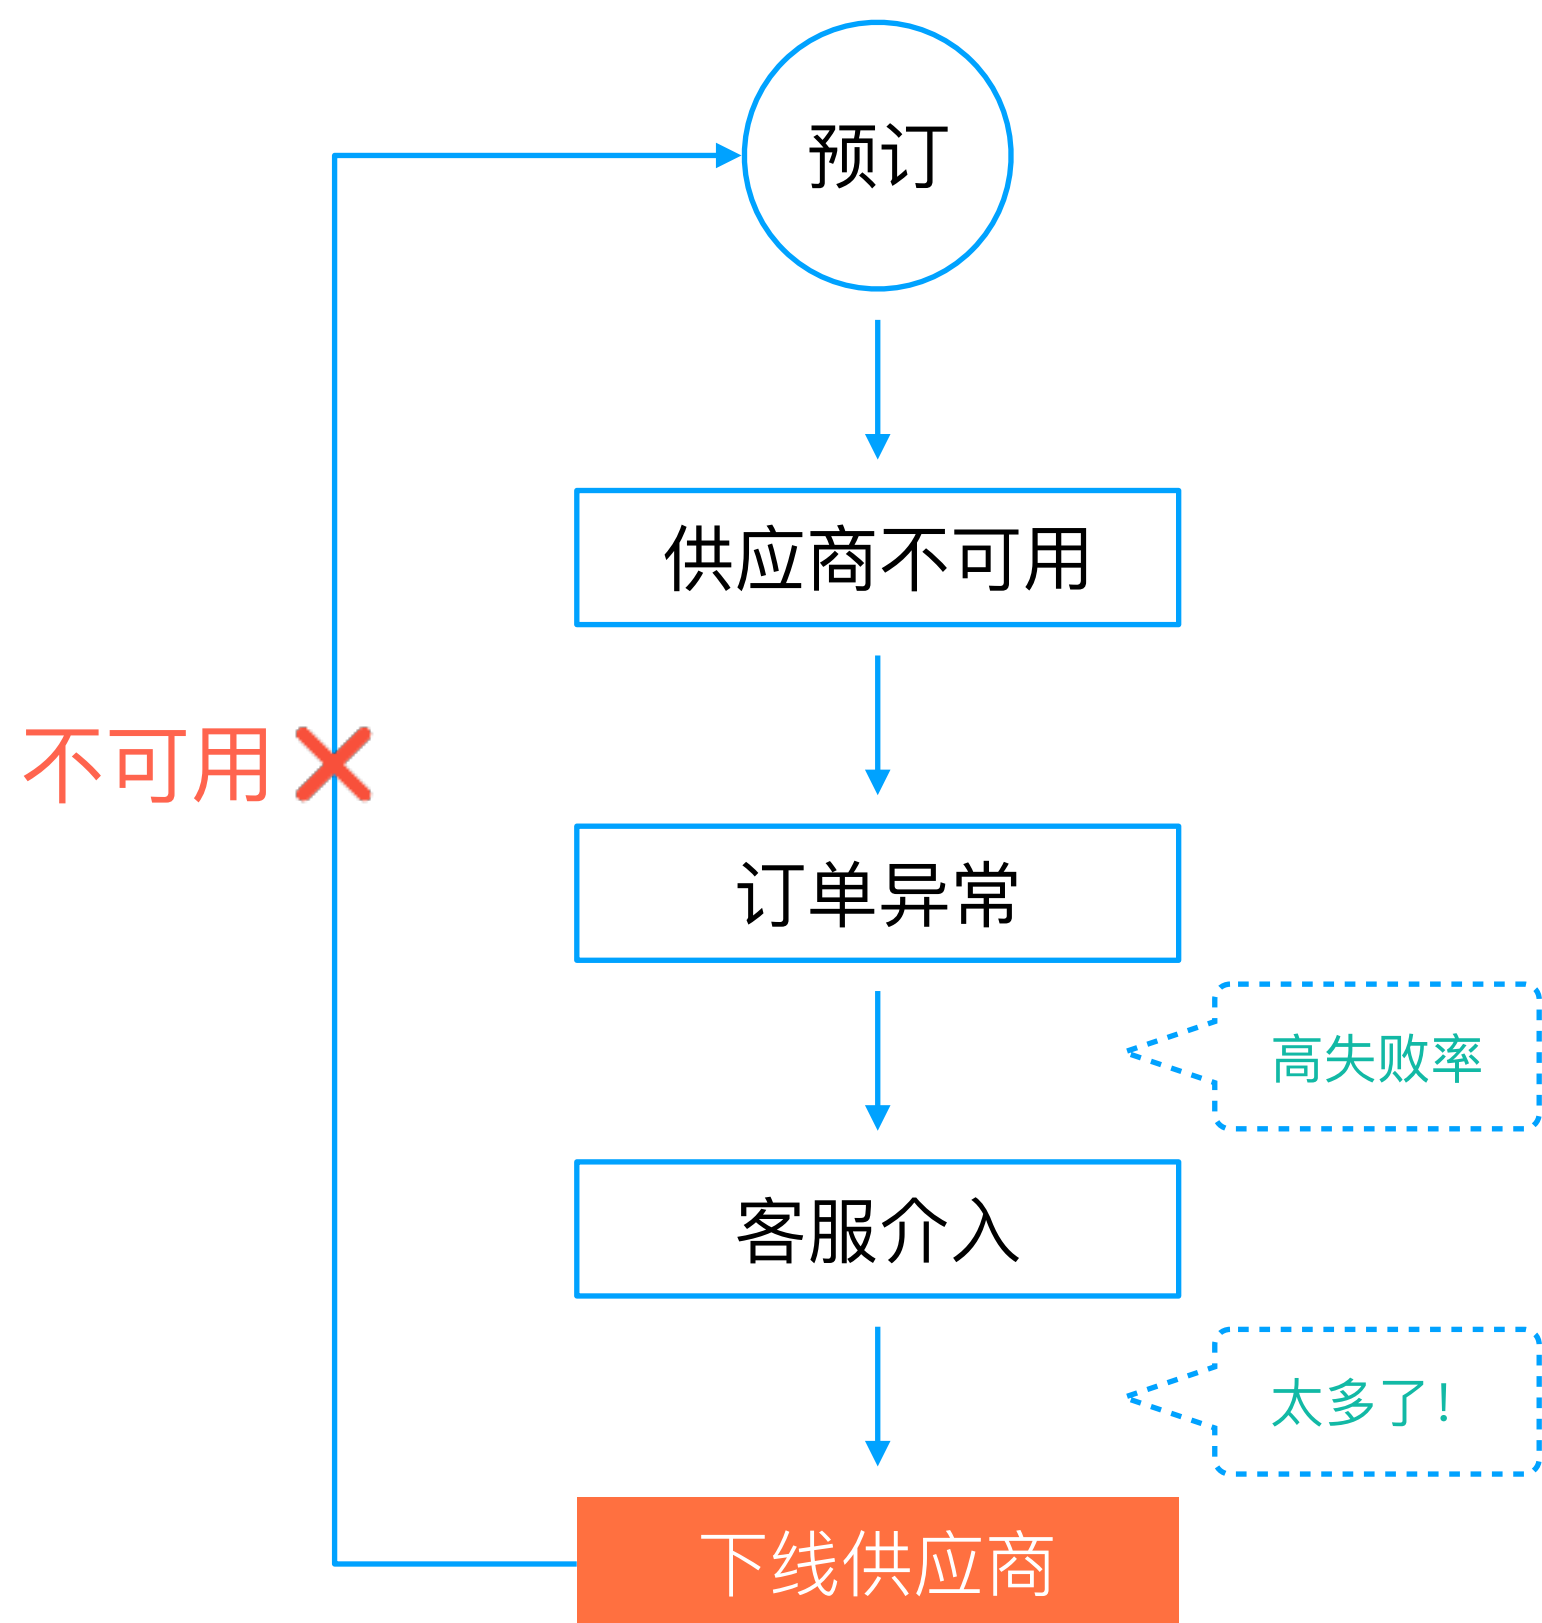 预订
供应商不可用
不可用
订单异常
高失败率
客服介入
太多了！
下线供应商